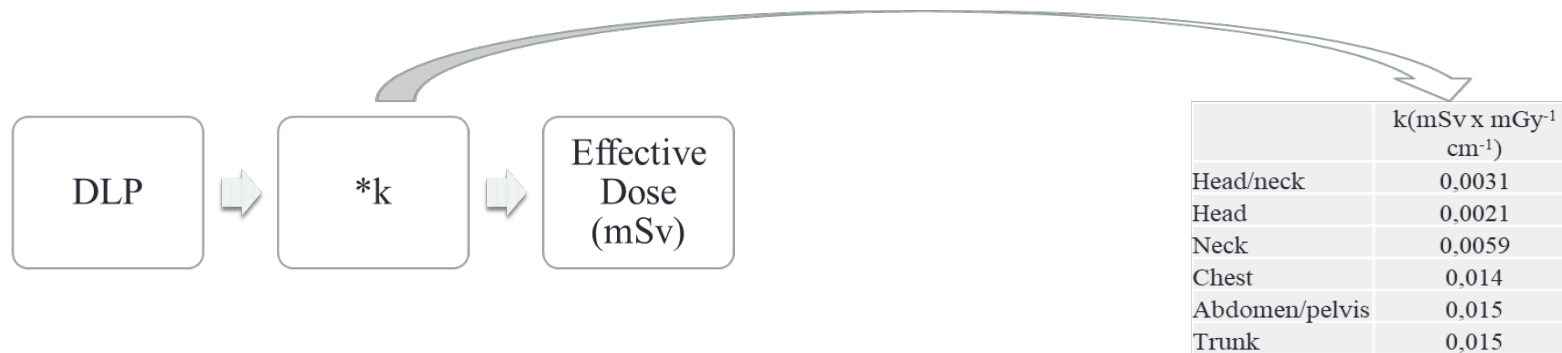 DLP
*k
Effective
Dose
(mSv)
k(mSv x mGy⁻¹
cm⁻¹)
Head/neck 0,0031
Head 0,0021
Neck 0,0059
Chest 0,014
Abdomen/pelvis 0,015
Trunk 0,015